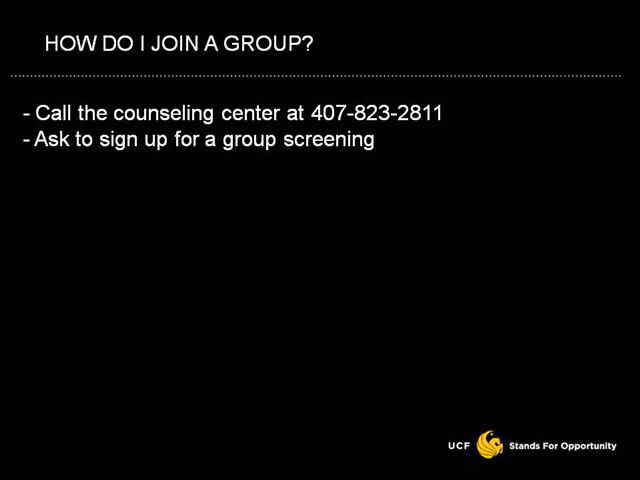 HOW DO I JOIN A GROUP?
- Call the counseling center at 407-823-2811
- Ask to sign up for a group screening
UCF Stands For Opportunity